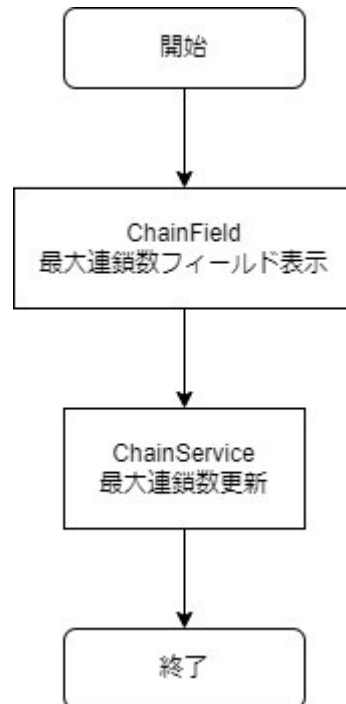 開始
ChainField
最大連鎖数フィールド表示
ChainService
最大連鎖数更新
終了